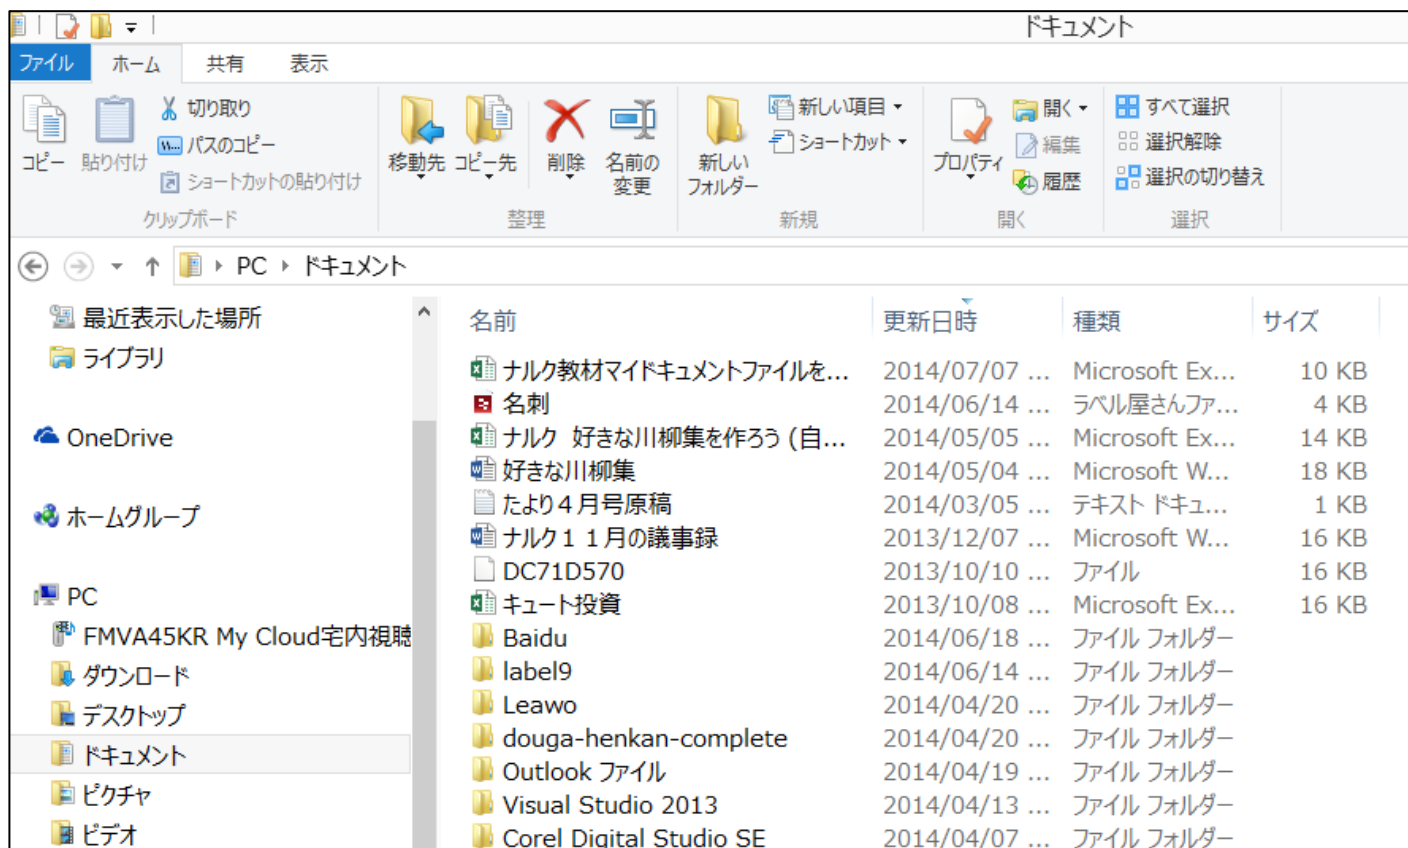 ドキュメント
ファイル ホーム 共有 表示
コピー 貼り付け 切り取り パスのコピー ショートカットの貼り付け
クリップボード
移動先 コピー先 削除 名前の変更
整理
新しいフォルダー 新しい項目 ショートカット
新規
プロパティ 開く 編集 履歴
開く
すべて選択 選択解除 選択の切り替え
選択
PC ドキュメント
最近表示した場所
ライブラリ
OneDrive
ホームグループ
PC
FMVA45KR My Cloud宅内視聴
ダウンロード
デスクトップ
ドキュメント
ピクチャ
ビデオ
名前 更新日時 種類 サイズ
ナルク教材マイドキュメントファイルを... 2014/07/07 ... Microsoft Ex... 10 KB
名刺 2014/06/14 ... ラベル屋さんファ... 4 KB
ナルク 好きな川柳集を作ろう (自... 2014/05/05 ... Microsoft Ex... 14 KB
好きな川柳集 2014/05/04 ... Microsoft W... 18 KB
たより４月号原稿 2014/03/05 ... テキスト ドキュ... 1 KB
ナルク１１月の議事録 2013/12/07 ... Microsoft W... 16 KB
DC71D570 2013/10/10 ... ファイル 16 KB
キュート投資 2013/10/08 ... Microsoft Ex... 16 KB
Baidu 2014/06/18 ... ファイル フォルダー
label9 2014/06/14 ... ファイル フォルダー
Leawo 2014/04/20 ... ファイル フォルダー
douga-henkan-complete 2014/04/20 ... ファイル フォルダー
Outlook ファイル 2014/04/19 ... ファイル フォルダー
Visual Studio 2013 2014/04/13 ... ファイル フォルダー
Corel Digital Studio SE 2014/04/07 ... ファイル フォルダー